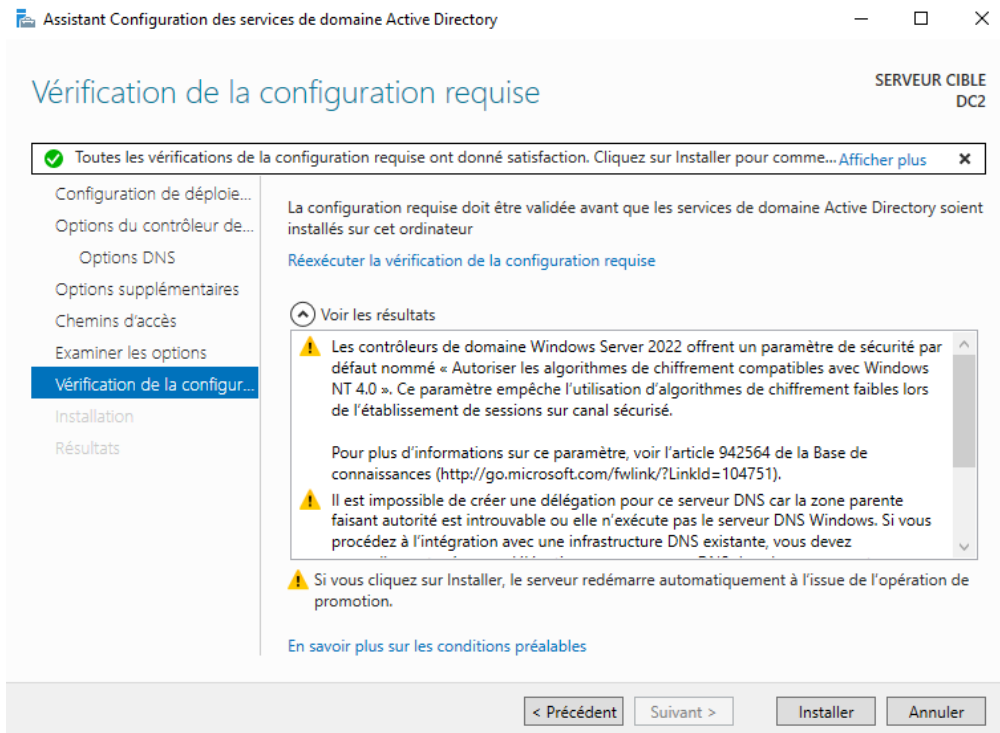 Assistant Configuration des services de domaine Active Directory
Vérification de la configuration requise
SERVEUR CIBLE
DC2
Toutes les vérifications de la configuration requise ont donné satisfaction. Cliquez sur Installer pour comme... Afficher plus
Configuration de déploie...
Options du contrôleur de...
Options DNS
Options supplémentaires
Chemins d'accès
Examiner les options
Vérification de la configur...
Installation
Résultats
La configuration requise doit être validée avant que les services de domaine Active Directory soient
installés sur cet ordinateur
Réexécuter la vérification de la configuration requise
Voir les résultats
Les contrôleurs de domaine Windows Server 2022 offrent un paramètre de sécurité par
défaut nommé « Autoriser les algorithmes de chiffrement compatibles avec Windows
NT 4.0 ». Ce paramètre empêche l'utilisation d'algorithmes de chiffrement faibles lors
de l'établissement de sessions sur canal sécurisé.
Pour plus d'informations sur ce paramètre, voir l'article 942564 de la Base de
connaissances (http://go.microsoft.com/fwlink/?LinkId=104751).
Il est impossible de créer une délégation pour ce serveur DNS car la zone parente
faisant autorité est introuvable ou elle n'exécute pas le serveur DNS Windows. Si vous
procédez à l'intégration avec une infrastructure DNS existante, vous devez
Si vous cliquez sur Installer, le serveur redémarre automatiquement à l'issue de l'opération de
promotion.
En savoir plus sur les conditions préalables
< Précédent
Suivant >
Installer
Annuler